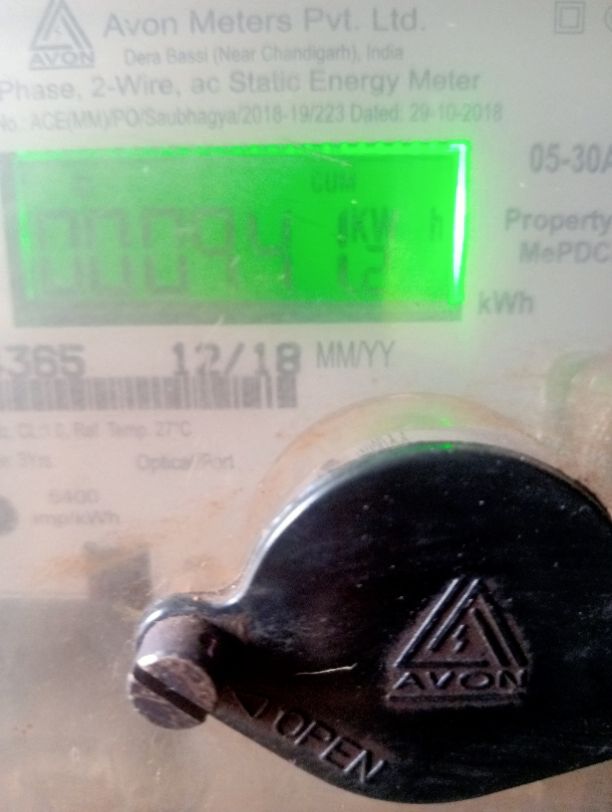 Avon Meters Pvt. Ltd.
AVON
Dera Bassi (Near Chandigarh), India
Phase, 2-Wire, ac Static Energy Meter
No. ACE(MM)/PO/Saubhagya/2018-19/223 Dated: 29-10-2018
05-30A
CUM
kW h
Property
MePDC
kWh
365 12/18 MM/YY
Ref. Temp. 27°C
Optical Port
6400
imp/kWh
AVON
OPEN